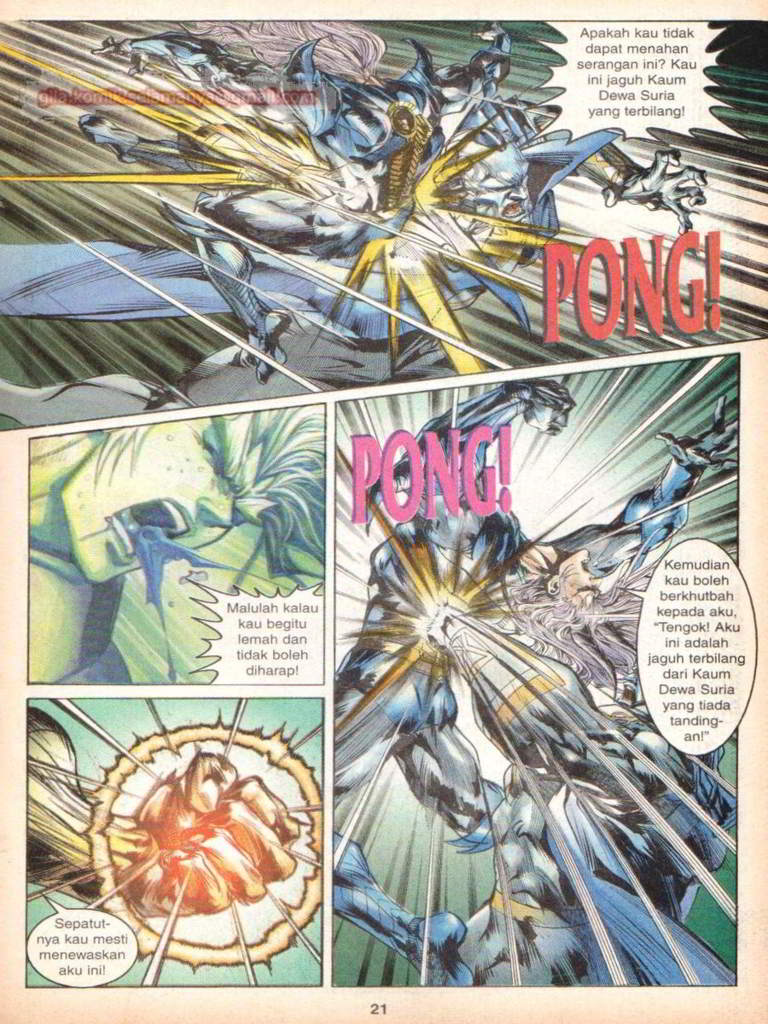 Apakah kau tidak
dapat menahan
serangan ini? Kau
ini jaguh Kaum
Dewa Suria
yang terbilang!
PONG!
PONG!
Malulah kalau
kau begitu
lemah dan
tidak boleh
diharap!
Kemudian
kau boleh
berkhutbah
kepada aku,
"Tengok! Aku
ini adalah
jaguh terbilang
dari Kaum
Dewa Suria
yang tiada
tanding-
an!"
Sepatut-
nya kau mesti
menewaskan
aku ini!
21